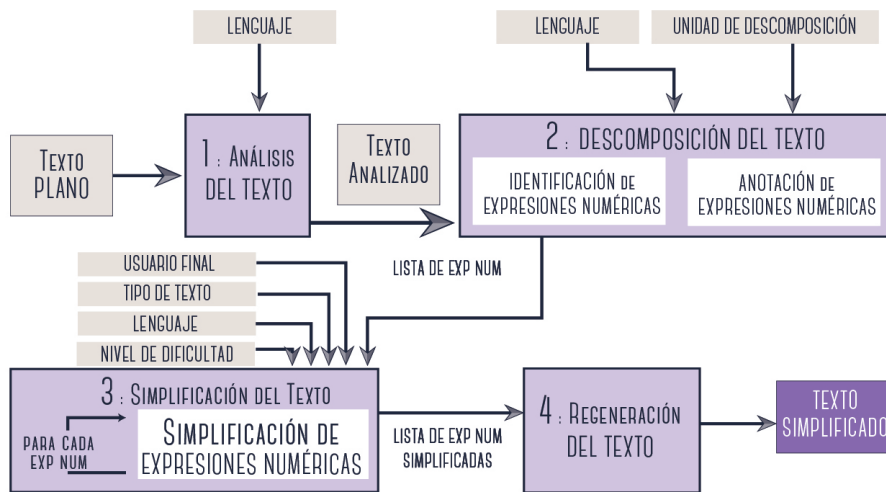 LENGUAJE
LENGUAJE
UNIDAD DE DESCOMPOSICIÓN
TEXTO
PLANO
1: ANÁLISIS
DEL TEXTO
TEXTO
ANALIZADO
2: DESCOMPOSICIÓN DEL TEXTO
IDENTIFICACIÓN DE
EXPRESIONES NUMÉRICAS
ANOTACIÓN DE
EXPRESIONES NUMÉRICAS
LISTA DE EXP NUM
USUARIO FINAL
TIPO DE TEXTO
LENGUAJE
NIVEL DE DIFICULTAD
3: SIMPLIFICACIÓN DEL TEXTO
PARA CADA
EXP NUM
SIMPLIFICACIÓN DE
EXPRESIONES NUMÉRICAS
LISTA DE EXP NUM
SIMPLIFICADAS
4: REGENERACIÓN
DEL TEXTO
TEXTO
SIMPLIFICADO